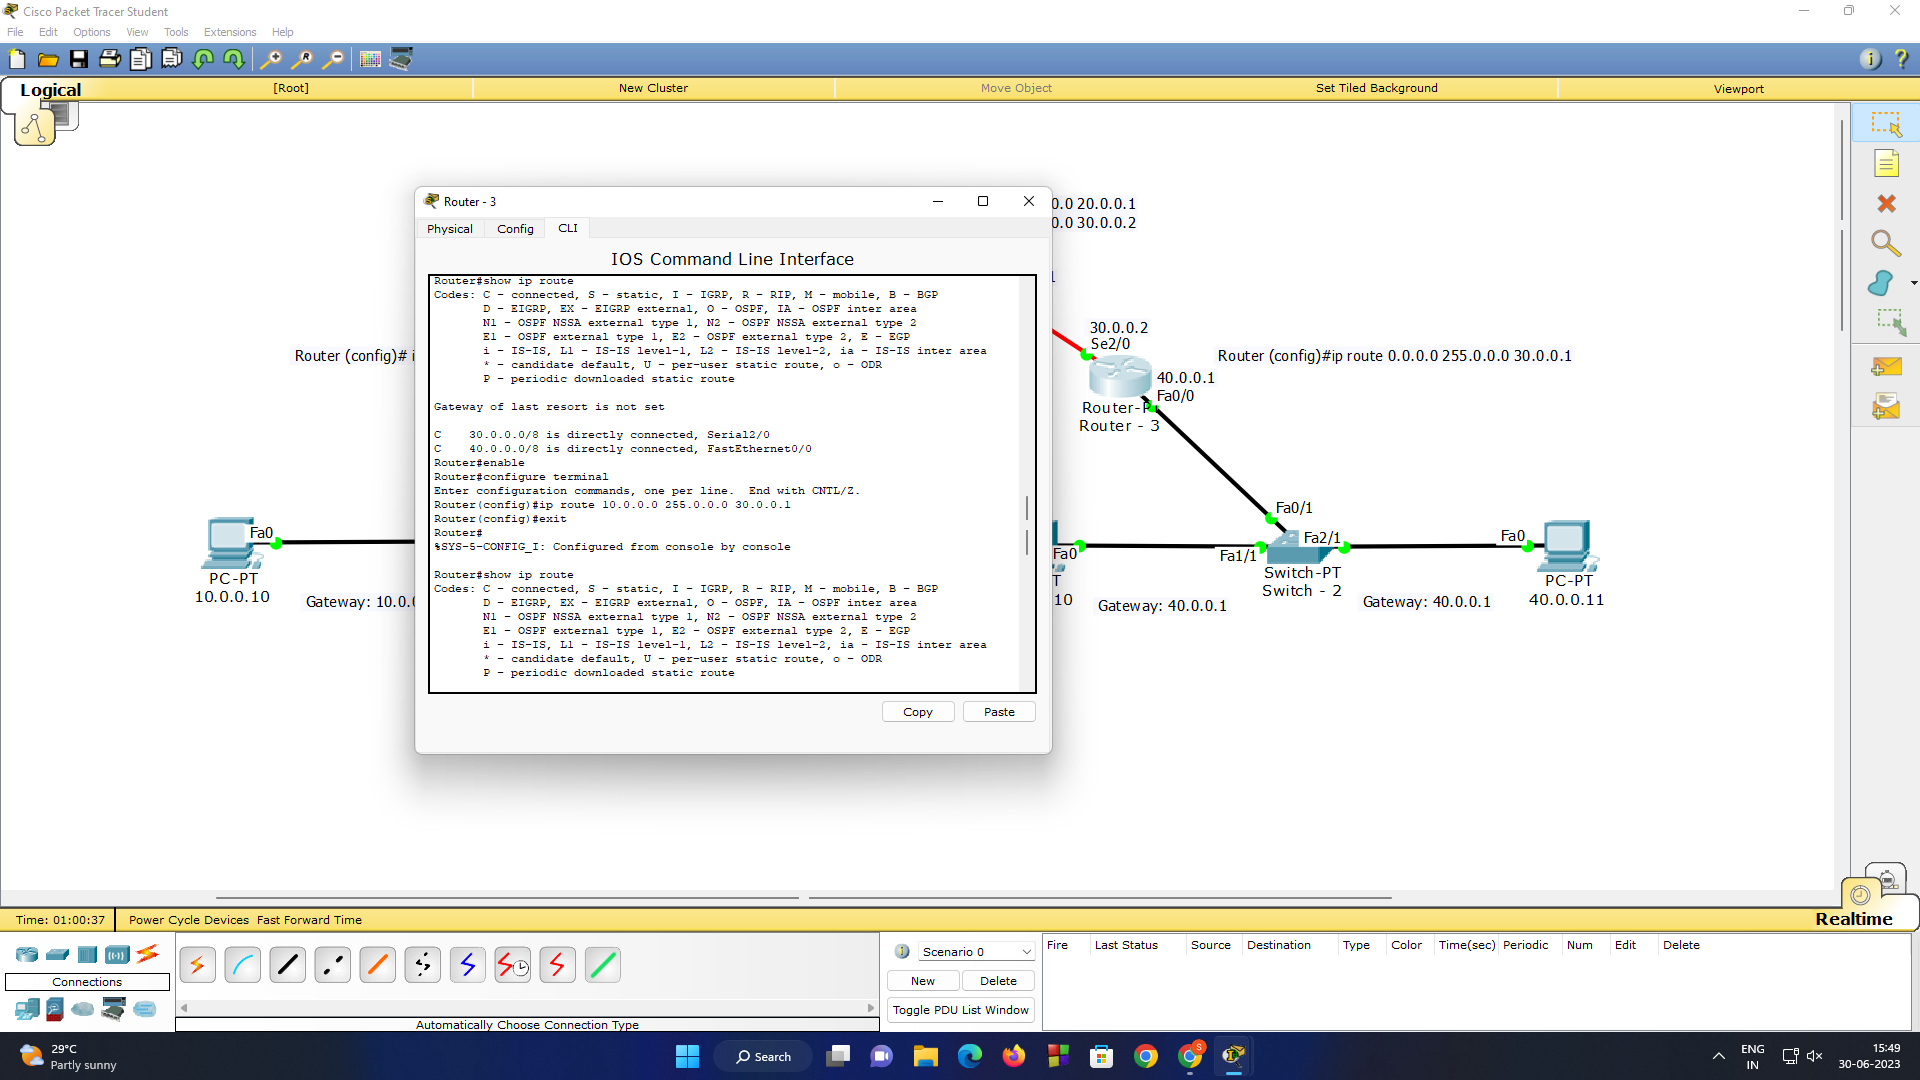 Cisco Packet Tracer Student
File Edit Options View Tools Extensions Help
Logical [Root] New Cluster Move Object Set Tiled Background Viewport
Router - 3
Physical Config CLI
IOS Command Line Interface
Router#show ip route
Codes: C - connected, S - static, I - IGRP, R - RIP, M - mobile, B - BGP
D - EIGRP, EX - EIGRP external, O - OSPF, IA - OSPF inter area
N1 - OSPF NSSA external type 1, N2 - OSPF NSSA external type 2
E1 - OSPF external type 1, E2 - OSPF external type 2, E - EGP
i - IS-IS, L1 - IS-IS level-1, L2 - IS-IS level-2, ia - IS-IS inter area
* - candidate default, U - per-user static route, o - ODR
P - periodic downloaded static route
Gateway of last resort is not set
C 30.0.0.0/8 is directly connected, Serial2/0
C 40.0.0.0/8 is directly connected, FastEthernet0/0
Router#enable
Router#configure terminal
Enter configuration commands, one per line. End with CNTL/Z.
Router(config)#ip route 10.0.0.0 255.0.0.0 30.0.0.1
Router(config)#exit
Router#
%SYS-5-CONFIG_I: Configured from console by console
Router#show ip route
Codes: C - connected, S - static, I - IGRP, R - RIP, M - mobile, B - BGP
D - EIGRP, EX - EIGRP external, O - OSPF, IA - OSPF inter area
N1 - OSPF NSSA external type 1, N2 - OSPF NSSA external type 2
E1 - OSPF external type 1, E2 - OSPF external type 2, E - EGP
i - IS-IS, L1 - IS-IS level-1, L2 - IS-IS level-2, ia - IS-IS inter area
* - candidate default, U - per-user static route, o - ODR
P - periodic downloaded static route
Copy Paste
0.0 20.0.0.1
0.0 30.0.0.2
Router (config)# i
30.0.0.2
Se2/0
Router (config)#ip route 0.0.0.0 255.0.0.0 30.0.0.1
40.0.0.1
Fa0/0
Router-P
Router - 3
Fa0/1
Fa0
PC-PT
10.0.0.10
Gateway: 10.0.0
Fa0
T
10
Fa1/1
Fa2/1
Switch-PT
Switch - 2
Gateway: 40.0.0.1
Gateway: 40.0.0.1
Fa0
PC-PT
40.0.0.11
Time: 01:00:37 Power Cycle Devices Fast Forward Time
Realtime
Connections
Automatically Choose Connection Type
Scenario 0
New Delete
Toggle PDU List Window
Fire Last Status Source Destination Type Color Time(sec) Periodic Num Edit Delete
29°C
Partly sunny
Search
S
ENG
IN
15:49
30-06-2023